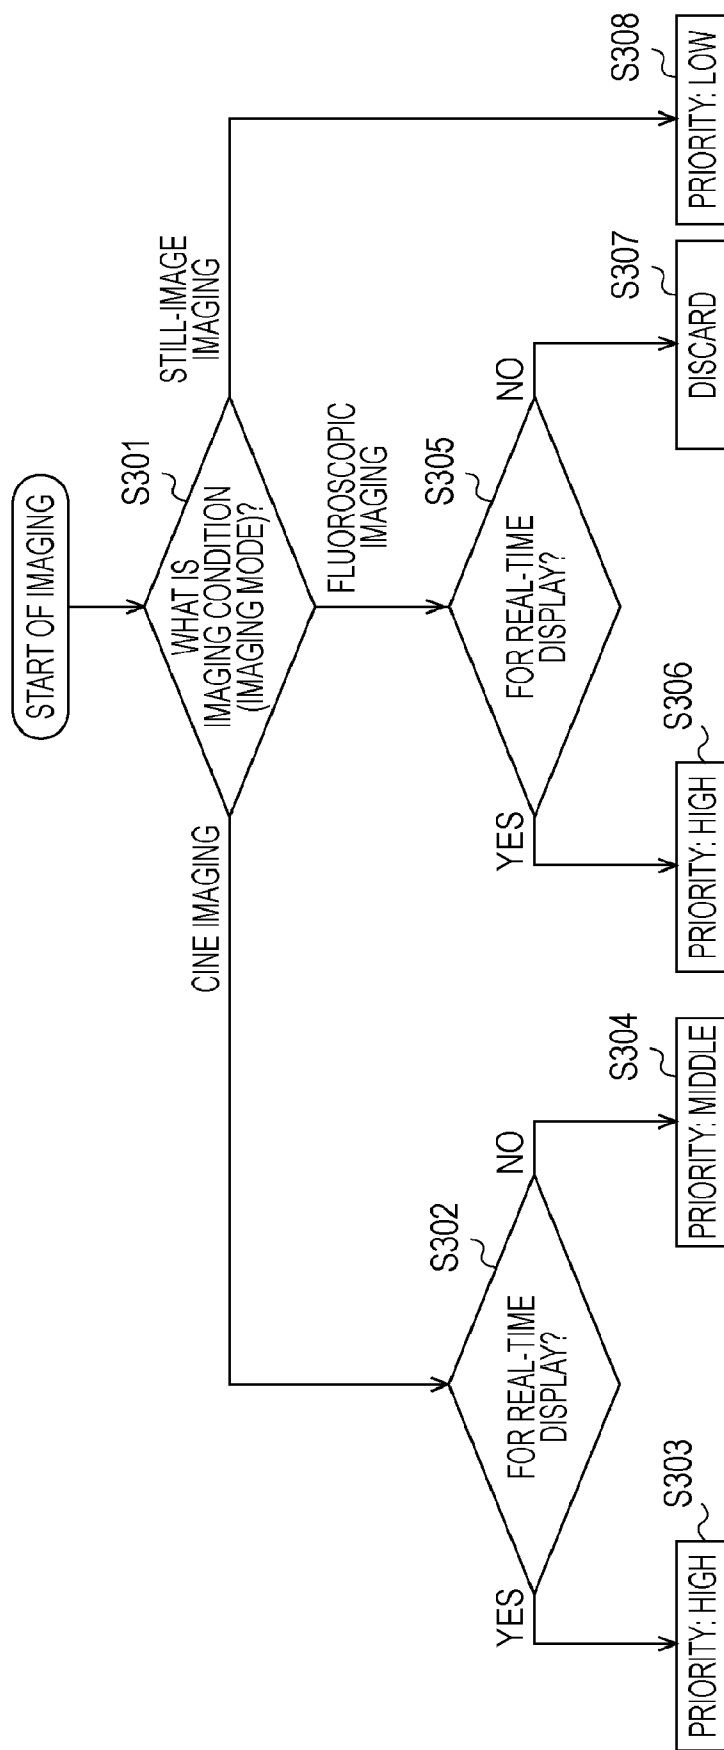 START OF IMAGING
S301
WHAT IS
IMAGING CONDITION
(IMAGING MODE)?
CINE IMAGING
FLUOROSCOPIC
IMAGING
STILL-IMAGE
IMAGING
S302
FOR REAL-TIME
DISPLAY?
YES
NO
S305
FOR REAL-TIME
DISPLAY?
YES
NO
S303
PRIORITY: HIGH
S304
PRIORITY: MIDDLE
S306
PRIORITY: HIGH
S307
DISCARD
S308
PRIORITY: LOW